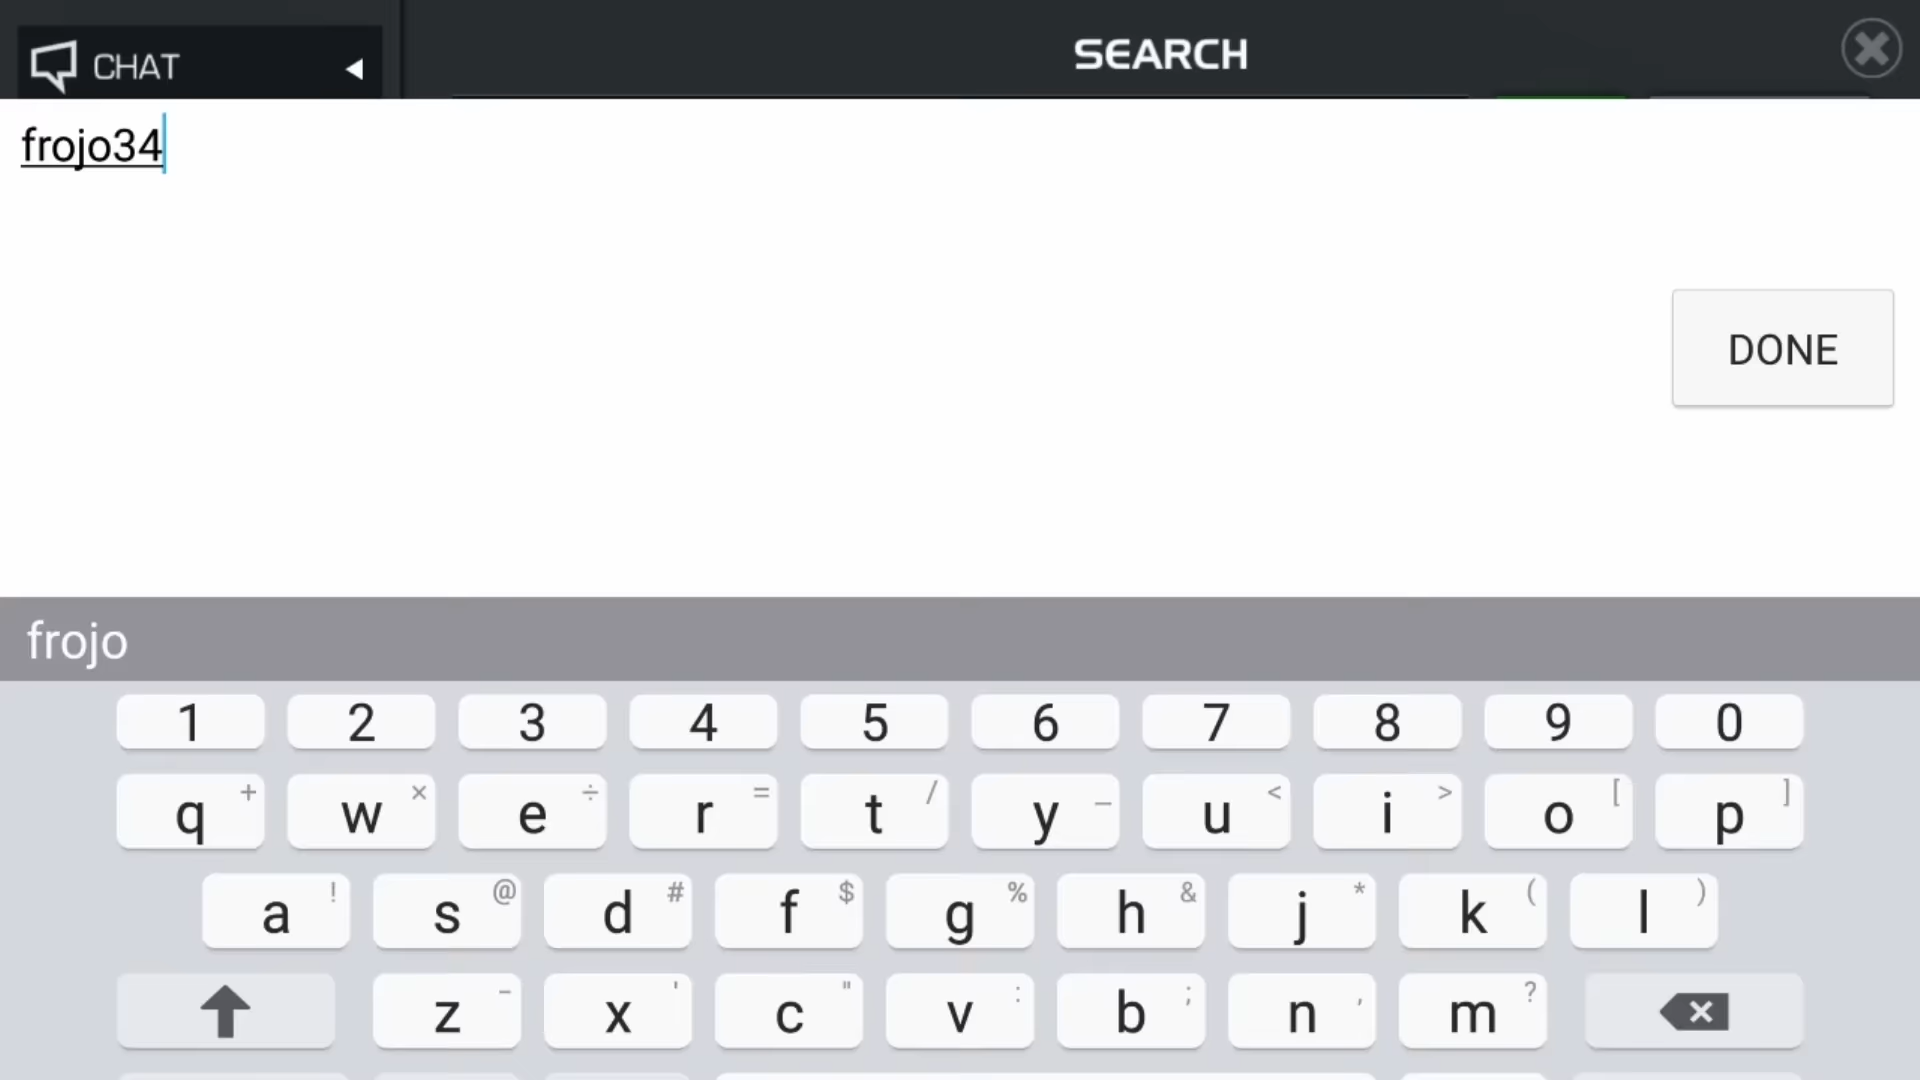 CHAT
SEARCH
frojo34
DONE
frojo
1 2 3 4 5 6 7 8 9 0
q + w × e ÷ r = t / y _ u < i > o [ p ]
a ! s @ d # f $ g % h & j * k ( l )
z - x ' c " v : b ; n , m ?